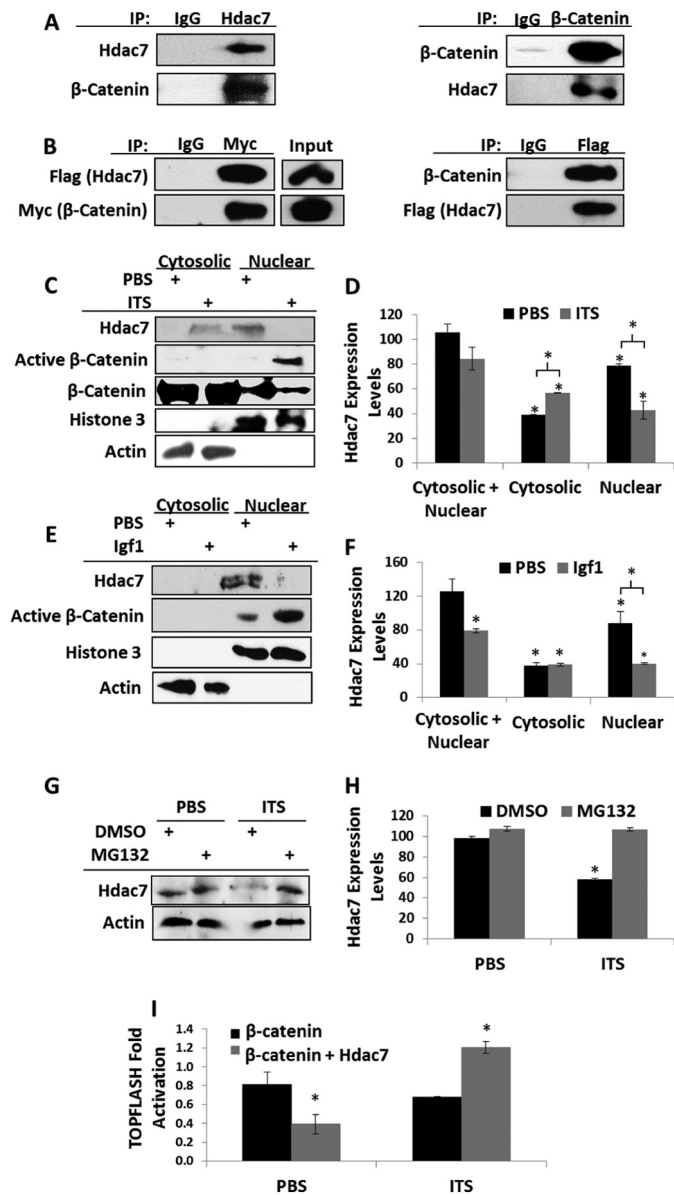 A
IP: IgG Hdac7
Hdac7
β-Catenin
IP: IgG β-Catenin
β-Catenin
Hdac7
B
IP: IgG Myc Input
Flag (Hdac7)
Myc (β-Catenin)
IP: IgG Flag
β-Catenin
Flag (Hdac7)
C
Cytosolic Nuclear
PBS + +
ITS + +
Hdac7
Active β-Catenin
β-Catenin
Histone 3
Actin
D
PBS ITS
Hdac7 Expression
Levels
120
100
80
60
40
20
0
* * * * * *
Cytosolic +
Nuclear
Cytosolic
Nuclear
E
Cytosolic Nuclear
PBS + +
Igf1 + +
Hdac7
Active β-Catenin
Histone 3
Actin
F
PBS Igf1
Hdac7 Expression
Levels
160
120
80
40
0
* * * * * *
Cytosolic +
Nuclear
Cytosolic
Nuclear
G
PBS ITS
DMSO + +
MG132 + +
Hdac7
Actin
H
DMSO MG132
Hdac7 Expression
Levels
120
100
80
60
40
20
0
*
PBS ITS
I
β-catenin
β-catenin + Hdac7
TOPFLASH Fold
Activation
1.4
1.2
1.0
0.8
0.6
0.4
0.2
0.0
* *
PBS ITS